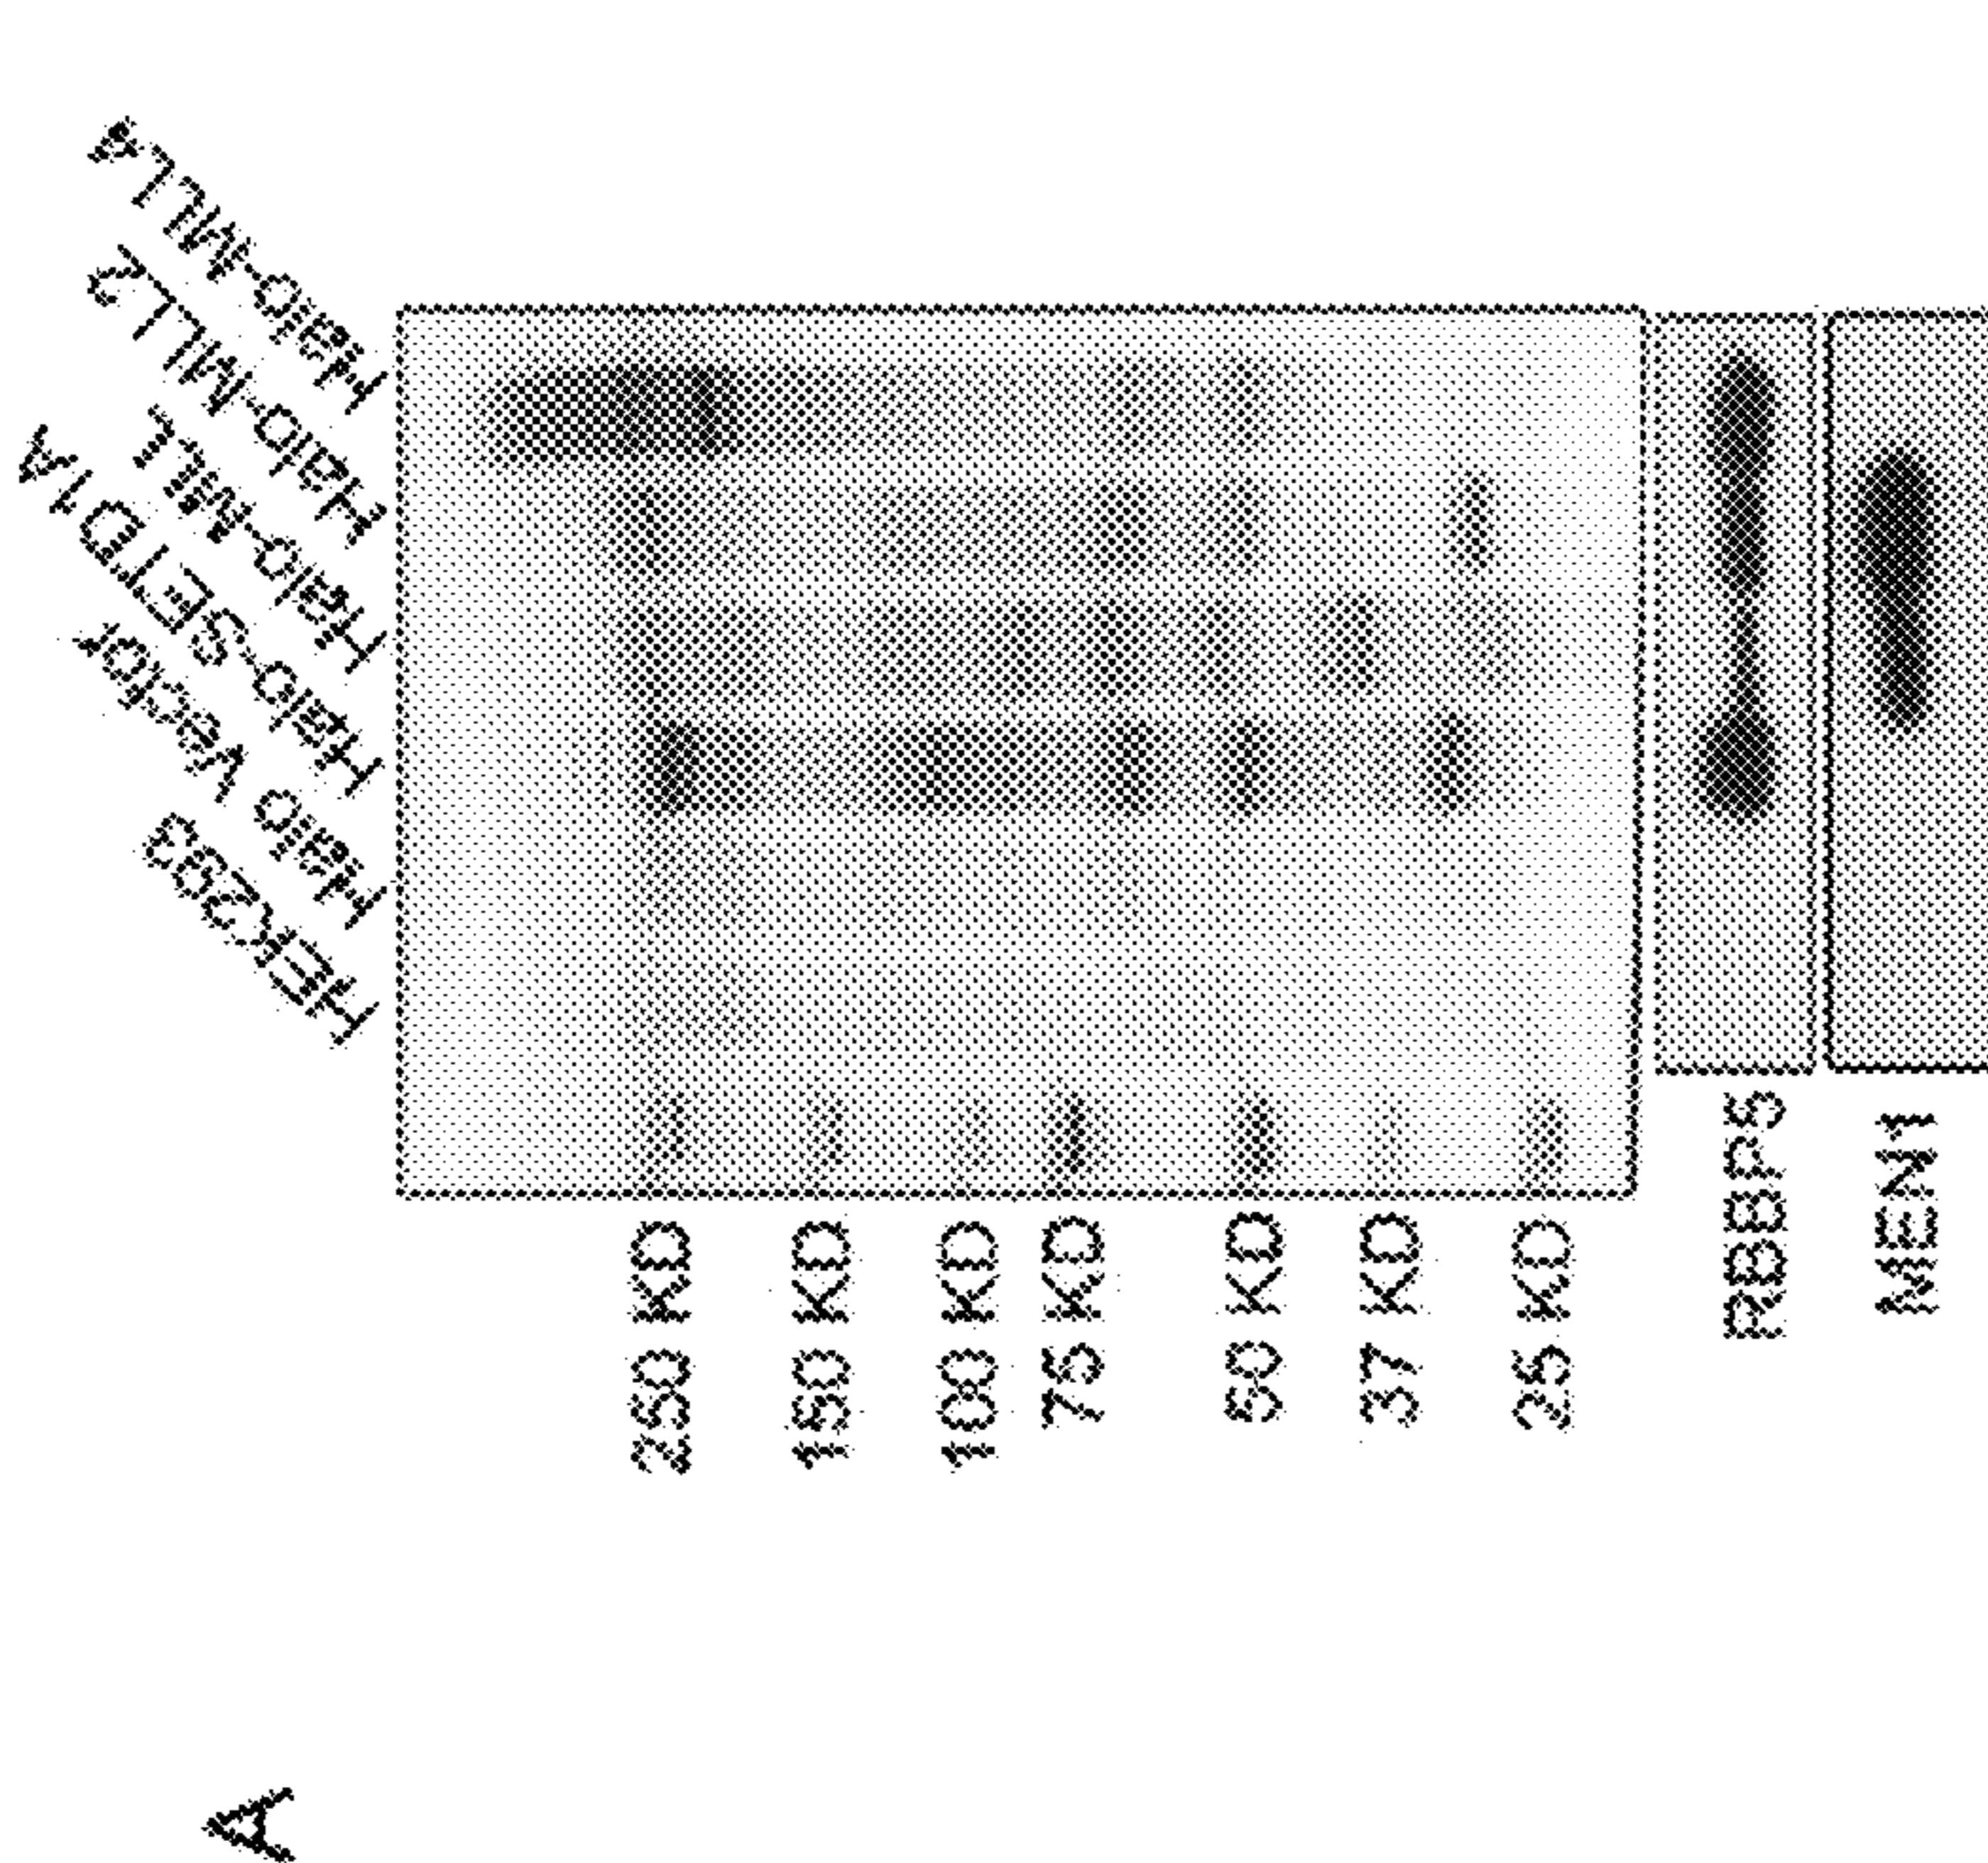 A
HEK293
Halo Vector
Halo-SETD1A
Halo-MLL
Halo-MLL2
Halo-MLL4
250 KD
150 KD
100 KD
75 KD
50 KD
37 KD
25 KD
RBBP5
MEN1